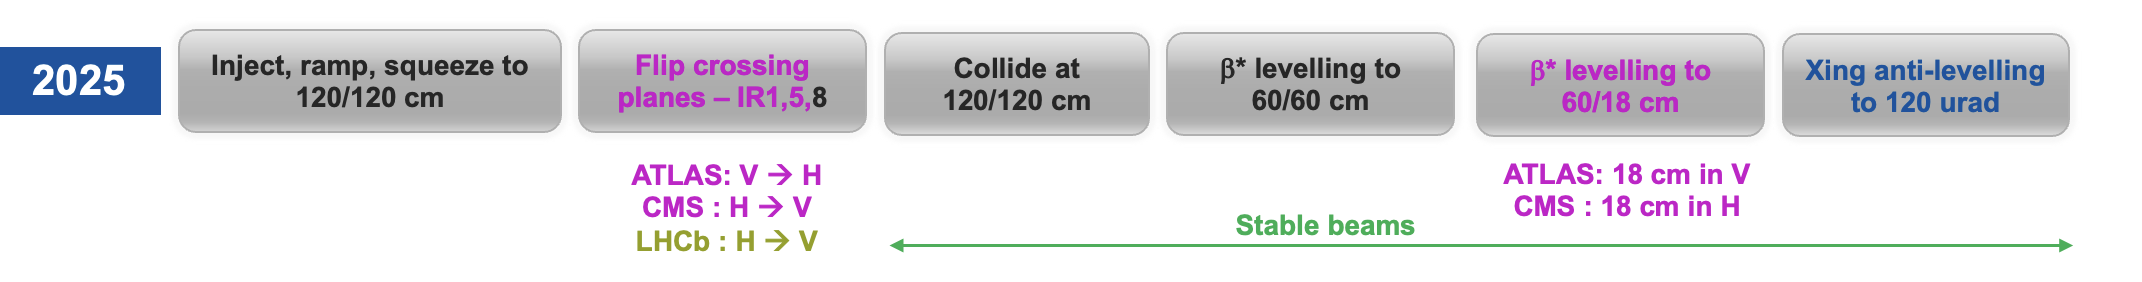 2025
Inject, ramp, squeeze to
120/120 cm
Flip crossing
planes – IR1,5,8
Collide at
120/120 cm
β* levelling to
60/60 cm
β* levelling to
60/18 cm
Xing anti-levelling
to 120 urad
ATLAS: V → H
CMS : H → V
LHCb : H → V
ATLAS: 18 cm in V
CMS : 18 cm in H
Stable beams